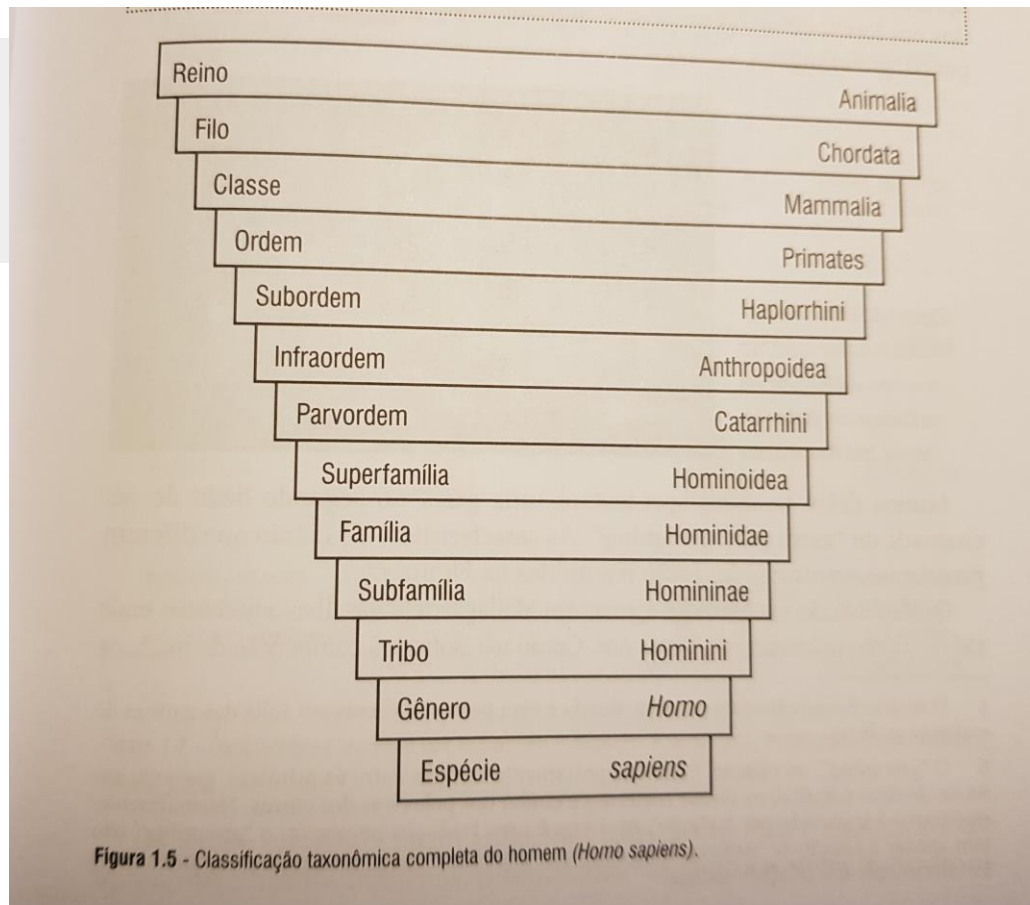 Reino Animalia
Filo Chordata
Classe Mammalia
Ordem Primates
Subordem Haplorrhini
Infraordem Anthropoidea
Parvordem Catarrhini
Superfamília Hominoidea
Família Hominidae
Subfamília Homininae
Tribo Hominini
Gênero Homo
Espécie sapiens
Figura 1.5 - Classificação taxonômica completa do homem (Homo sapiens).